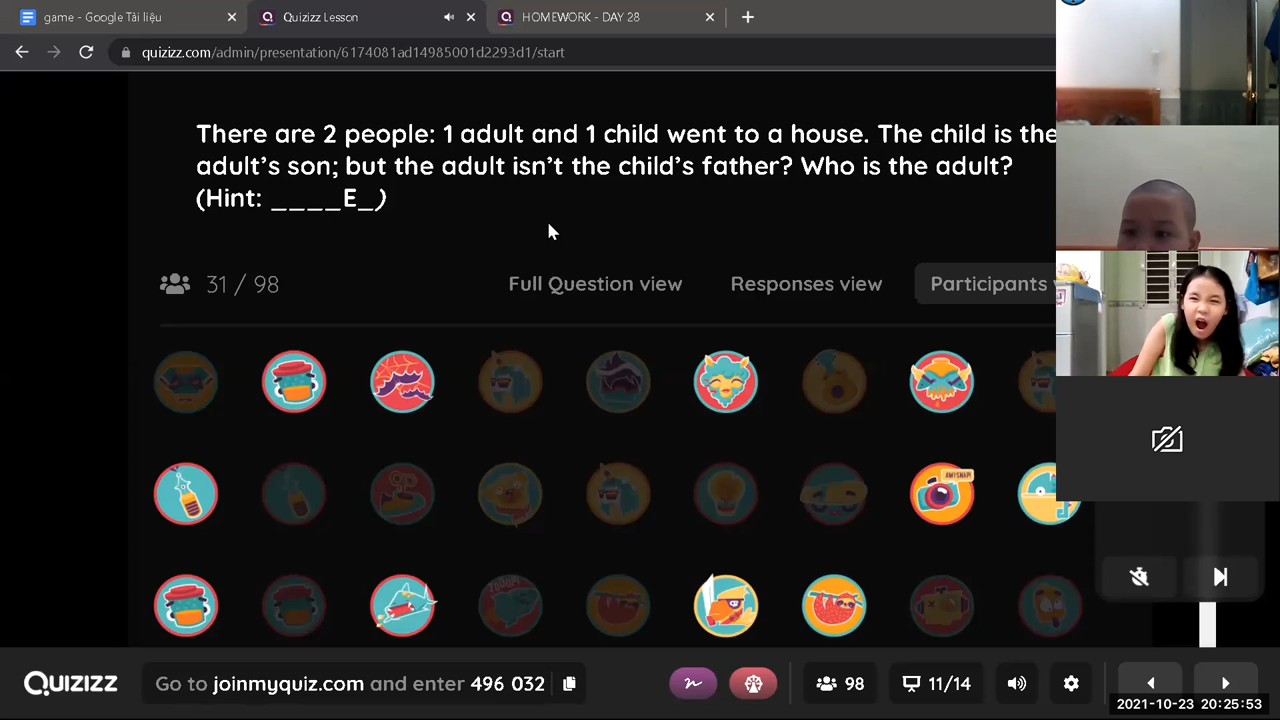 game - Google Tài liệu
Quizizz Lesson
HOMEWORK - DAY 28
quizizz.com/admin/presentation/6174081ad14985001d2293d1/start
There are 2 people: 1 adult and 1 child went to a house. The child is the
adult's son; but the adult isn't the child's father? Who is the adult?
(Hint: ____E_)
31 / 98
Full Question view
Responses view
Participants
QUIZIZZ
Go to joinmyquiz.com and enter 496 032
98
11/14
2021-10-23 20:25:53